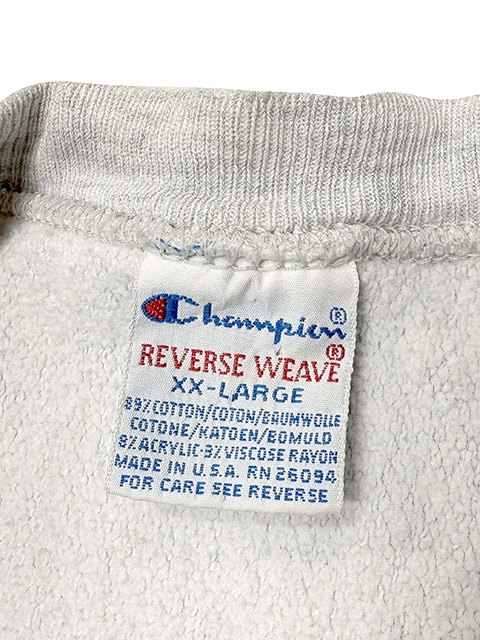 Champion®
REVERSE WEAVE®
XX-LARGE
89% COTTON/COTON/BAUMWOLLE
COTONE/KATOEN/BOMULD
8% ACRYLIC-3% VISCOSE RAYON
MADE IN U.S.A. RN 26094
FOR CARE SEE REVERSE